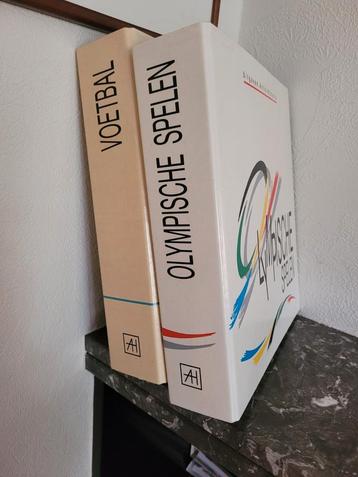 VOETBAL
AH
OLYMPISCHE SPELEN
AH
OLYMPISCHE
SPELEN